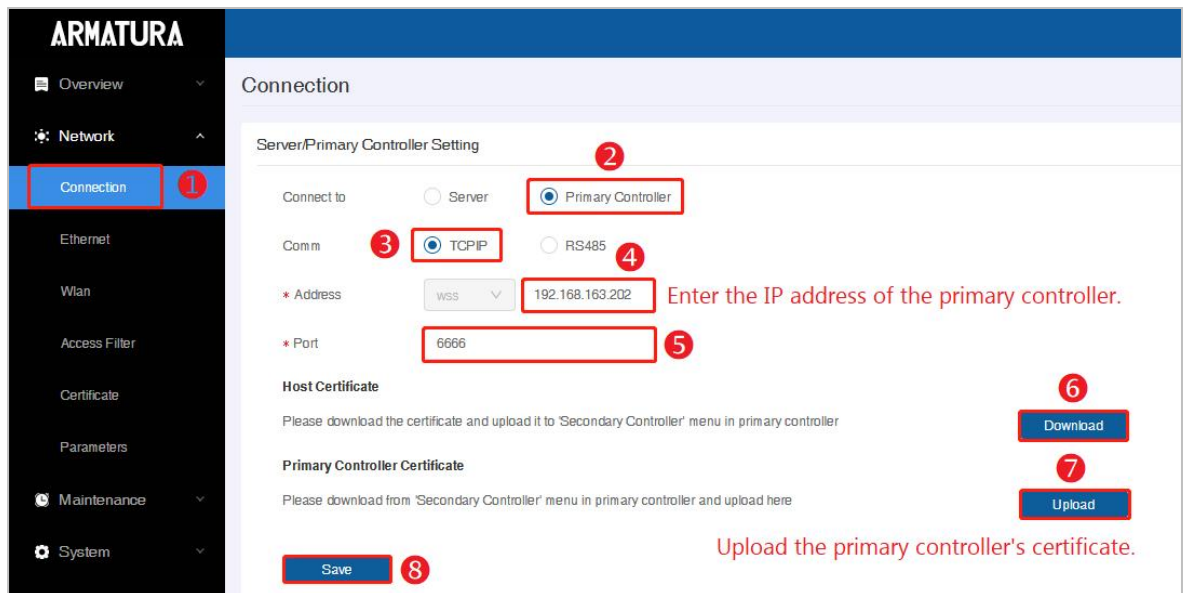 ARMATURA
Overview
Network
Connection 1
Ethernet
Wlan
Access Filter
Certificate
Parameters
Maintenance
System
Connection
Server/Primary Controller Setting
2
Connect to Server Primary Controller
Comm 3 TCPIP RS485 4
* Address wss 192.168.163.202 Enter the IP address of the primary controller.
* Port 6666 5
Host Certificate 6
Please download the certificate and upload it to 'Secondary Controller' menu in primary controller Download
Primary Controller Certificate 7
Please download from 'Secondary Controller' menu in primary controller and upload here Upload
Upload the primary controller's certificate.
Save 8